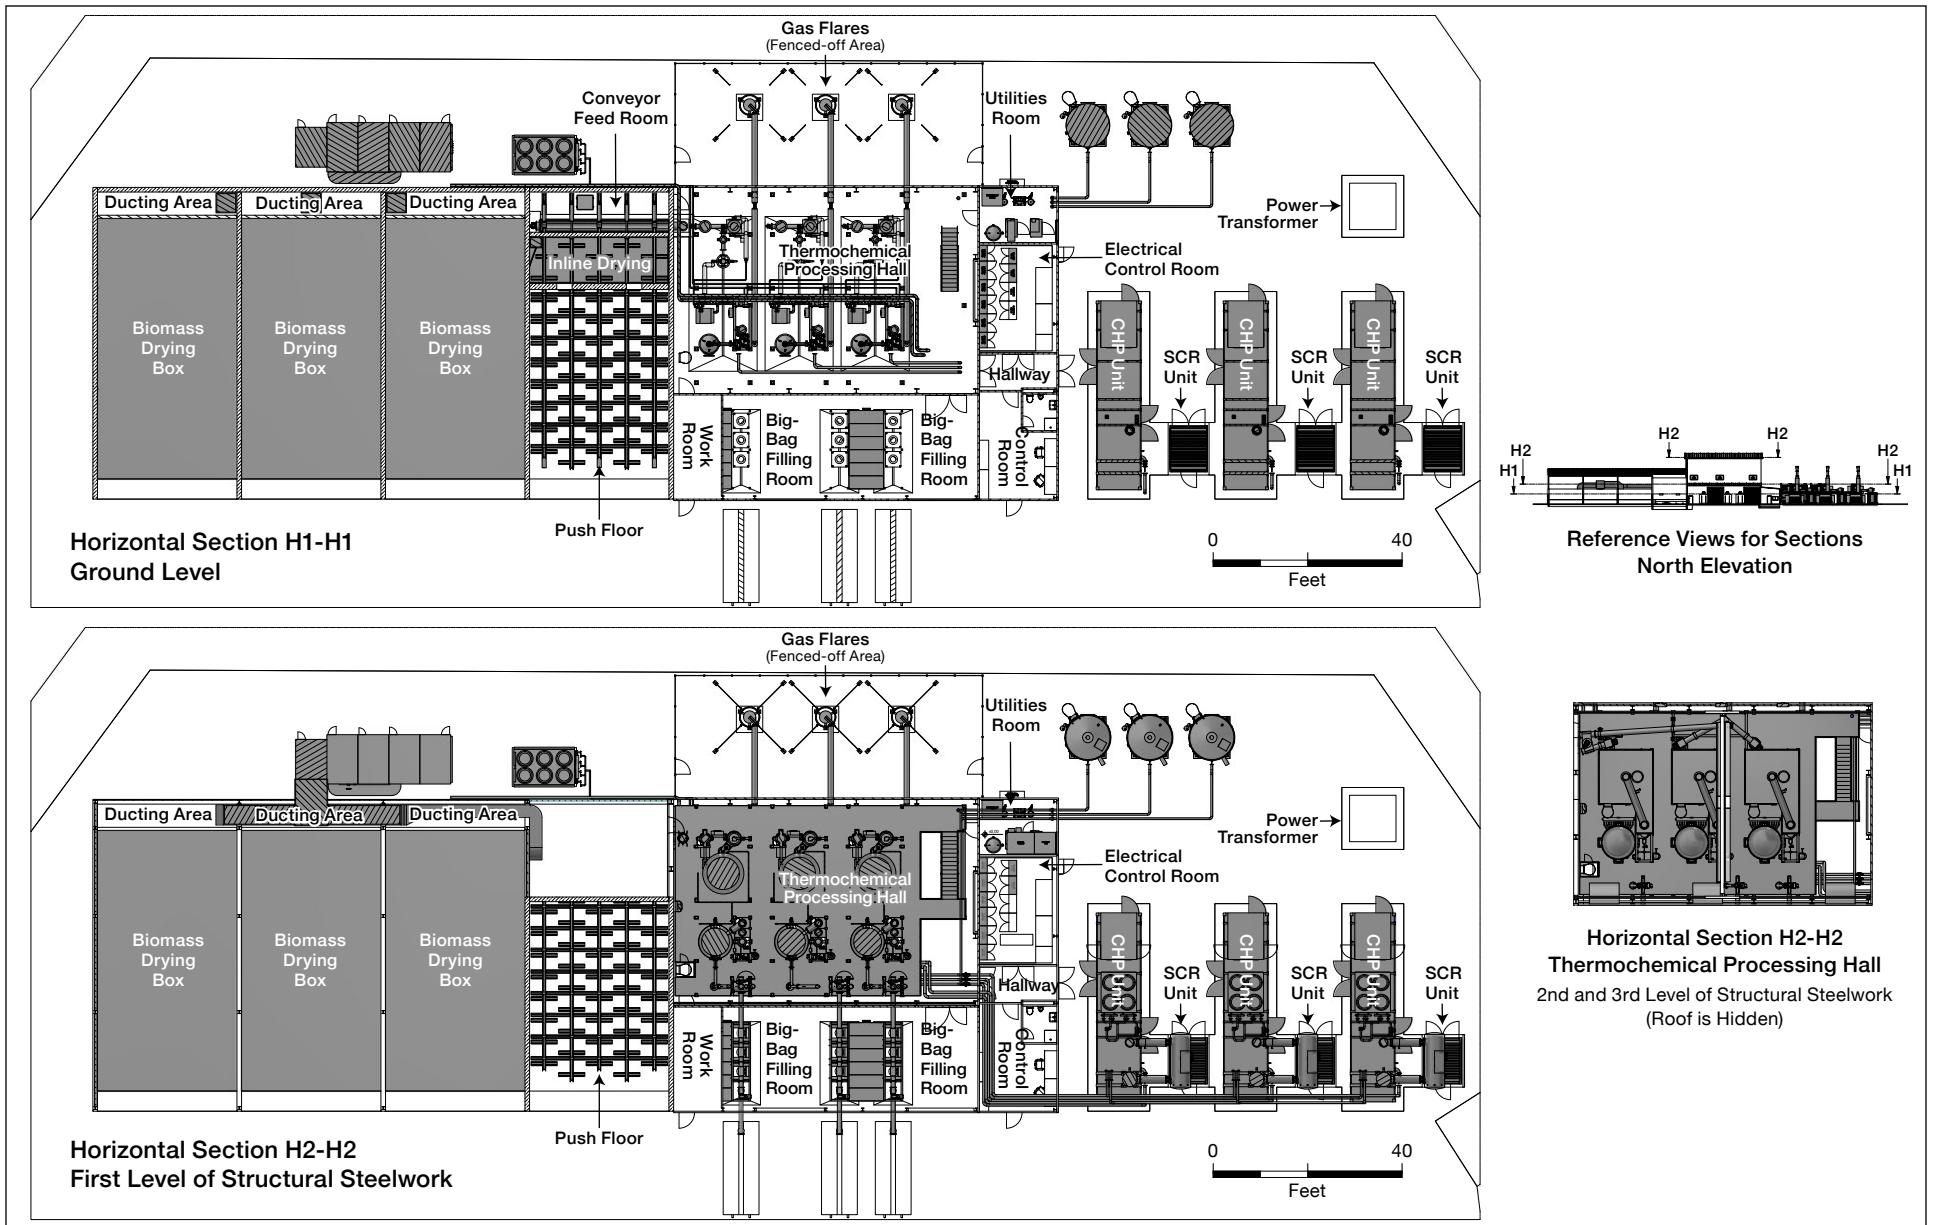 Gas Flares
(Fenced-off Area)
Conveyor
Feed Room
Utilities
Room
Ducting Area
Ducting Area
Ducting Area
Power
Transformer
Inline Drying
Thermochemical
Processing Hall
Electrical
Control Room
Biomass
Drying
Box
Biomass
Drying
Box
Biomass
Drying
Box
CHP Unit
CHP Unit
CHP Unit
SCR
Unit
SCR
Unit
SCR
Unit
Hallway
Work
Room
Big-
Bag
Filling
Room
Big-
Bag
Filling
Room
Control
Room
Push Floor
Horizontal Section H1-H1
Ground Level
0 40
Feet
H2 H2
H2 H2
H1 H1
Reference Views for Sections
North Elevation
Gas Flares
(Fenced-off Area)
Utilities
Room
Ducting Area
Ducting Area
Ducting Area
Power
Transformer
Thermochemical
Processing Hall
Electrical
Control Room
Biomass
Drying
Box
Biomass
Drying
Box
Biomass
Drying
Box
CHP Unit
CHP Unit
CHP Unit
SCR
Unit
SCR
Unit
SCR
Unit
Hallway
Work
Room
Big-
Bag
Filling
Room
Big-
Bag
Filling
Room
Control
Room
Push Floor
Horizontal Section H2-H2
First Level of Structural Steelwork
0 40
Feet
Horizontal Section H2-H2
Thermochemical Processing Hall
2nd and 3rd Level of Structural Steelwork
(Roof is Hidden)